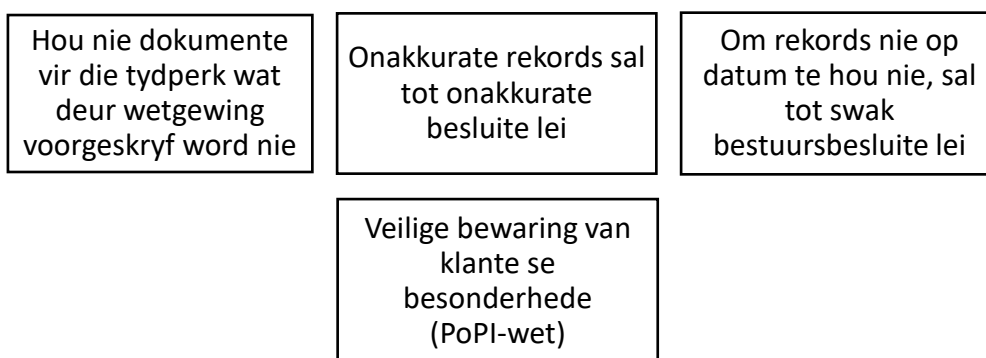 Hou nie dokumente
vir die tydperk wat
deur wetgewing
voorgeskryf word nie
Onakkurate rekords sal
tot onakkurate
besluite lei
Om rekords nie op
datum te hou nie, sal
tot swak
bestuursbesluite lei
Veilige bewaring van
klante se
besonderhede
(PoPI-wet)